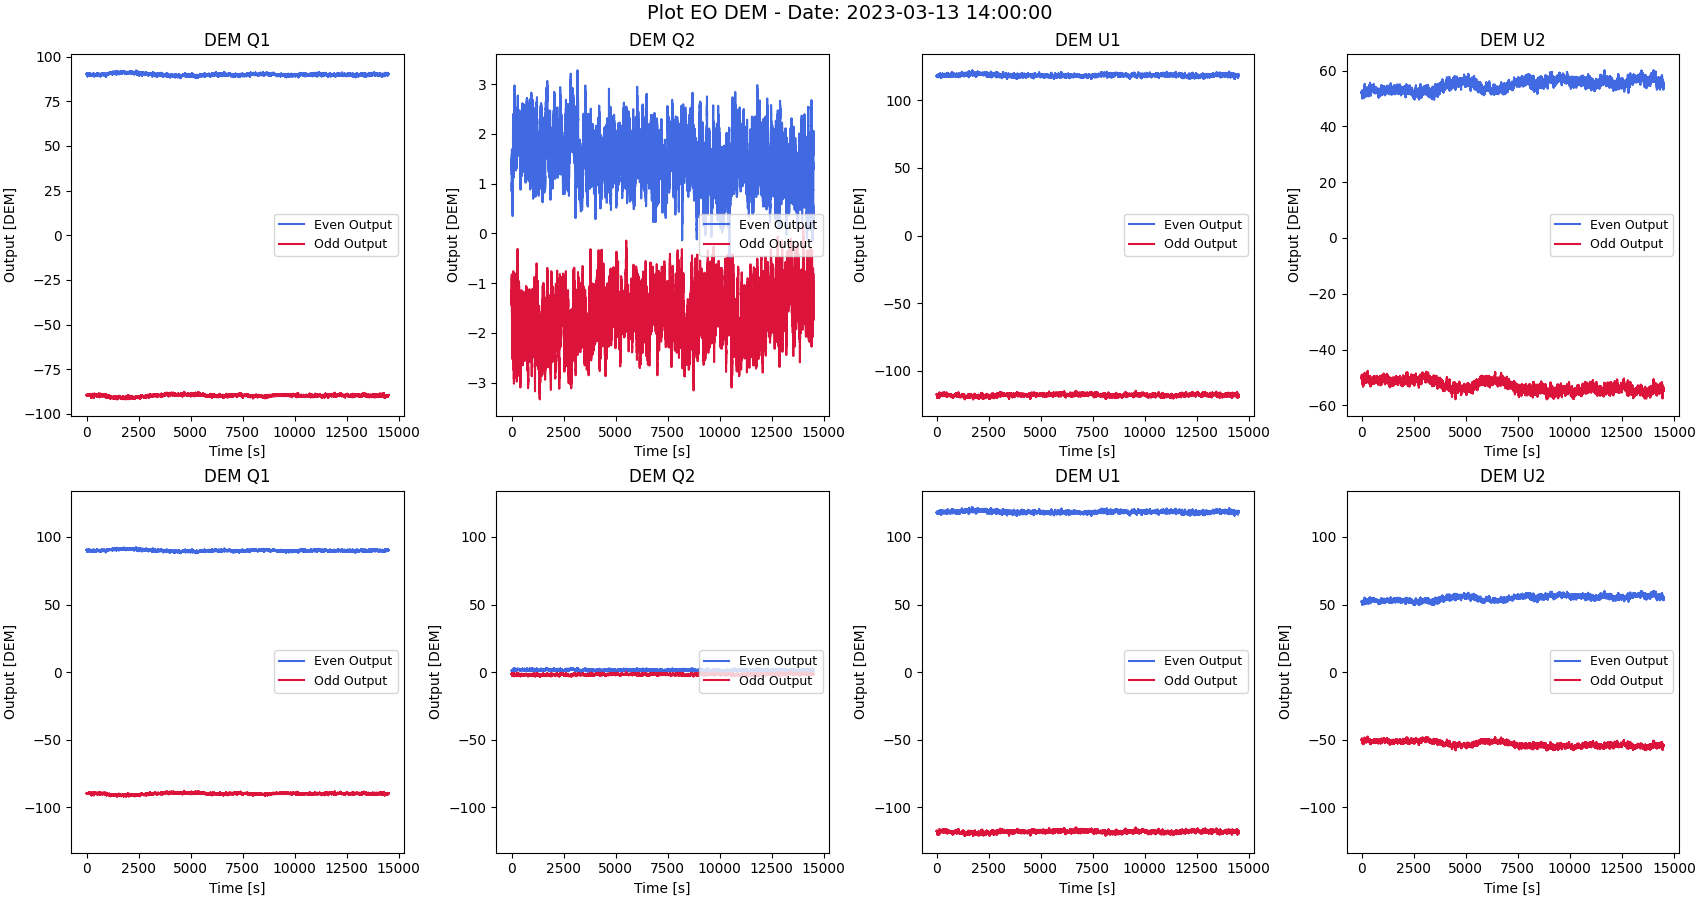 Plot EO DEM - Date: 2023-03-13 14:00:00
DEM Q1
Output [DEM]
100
75
50
25
0
−25
−50
−75
−100
Even Output
Odd Output
0 2500 5000 7500 10000 12500 15000
Time [s]
DEM Q2
Output [DEM]
3
2
1
0
−1
−2
−3
Even Output
Odd Output
0 2500 5000 7500 10000 12500 15000
Time [s]
DEM U1
Output [DEM]
100
50
0
−50
−100
Even Output
Odd Output
0 2500 5000 7500 10000 12500 15000
Time [s]
DEM U2
Output [DEM]
60
40
20
0
−20
−40
−60
Even Output
Odd Output
0 2500 5000 7500 10000 12500 15000
Time [s]
DEM Q1
Output [DEM]
100
50
0
−50
−100
Even Output
Odd Output
0 2500 5000 7500 10000 12500 15000
Time [s]
DEM Q2
Output [DEM]
100
50
0
−50
−100
Even Output
Odd Output
0 2500 5000 7500 10000 12500 15000
Time [s]
DEM U1
Output [DEM]
100
50
0
−50
−100
Even Output
Odd Output
0 2500 5000 7500 10000 12500 15000
Time [s]
DEM U2
Output [DEM]
100
50
0
−50
−100
Even Output
Odd Output
0 2500 5000 7500 10000 12500 15000
Time [s]